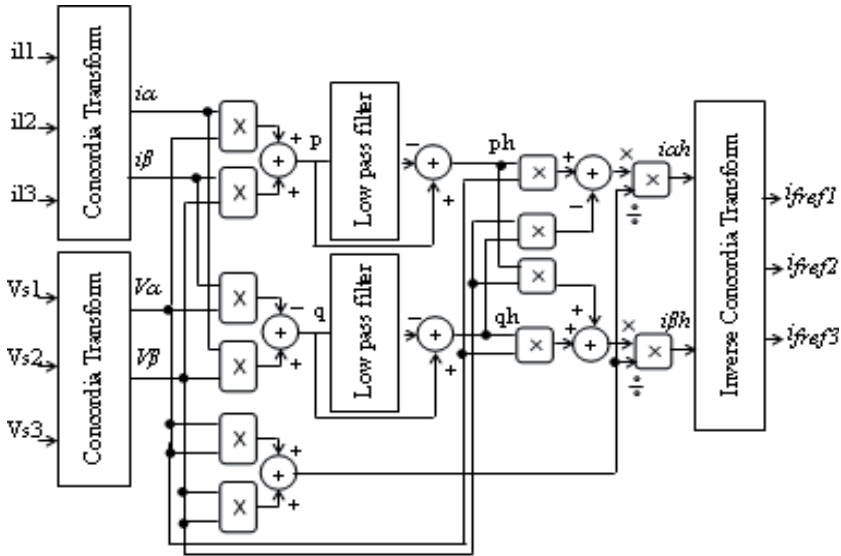 il1
il2
il3
Concordia Transform
iα
iβ
Vs1
Vs2
Vs3
Concordia Transform
Vα
Vβ
×
×
+
+
+
p
Low pass filter
−
+
+
ph
×
×
−
+
+
q
Low pass filter
−
+
+
qh
×
×
+
+
+
×
×
+
−
+
×
÷
×
iαh
×
×
+
+
+
×
÷
×
iβh
Inverse Concordia Transform
ifref1
ifref2
ifref3